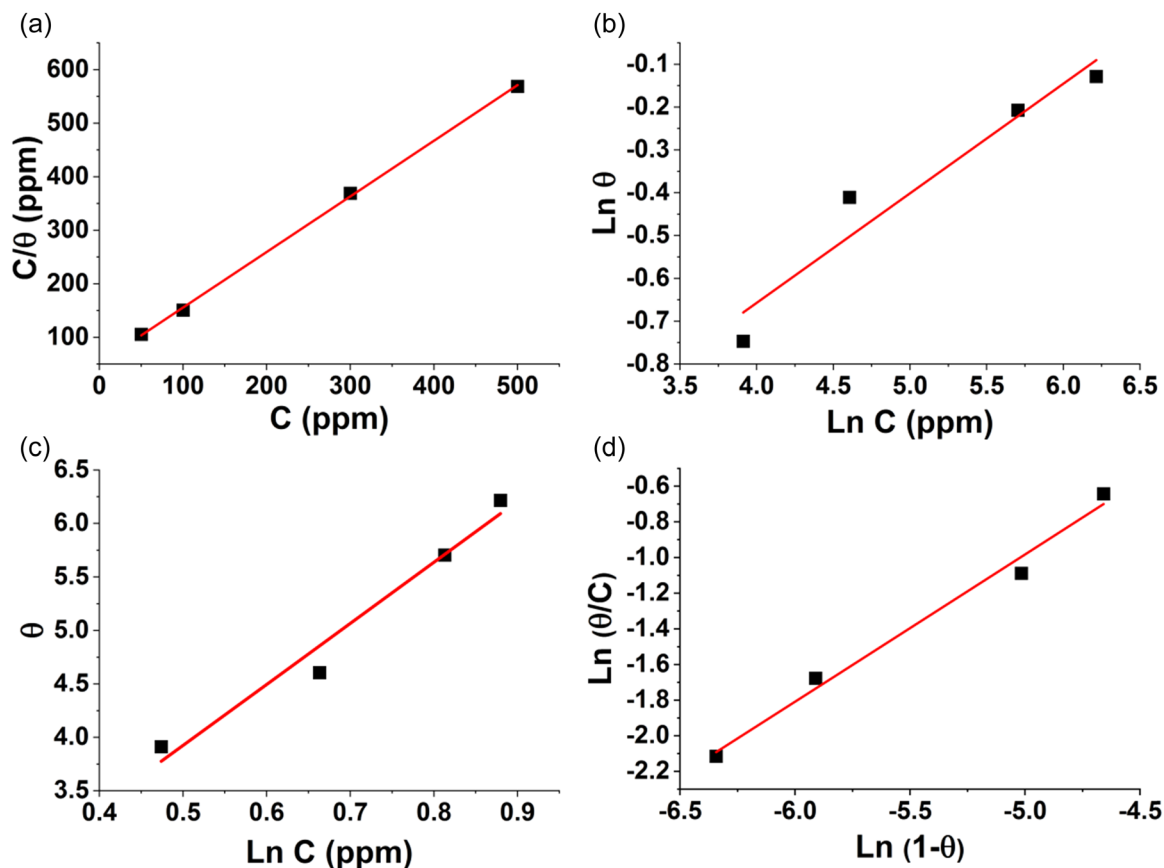 (a)
600
500
400
300
200
100
0 100 200 300 400 500
C/θ (ppm)
C (ppm)
(b)
-0.1
-0.2
-0.3
-0.4
-0.5
-0.6
-0.7
-0.8
3.5 4.0 4.5 5.0 5.5 6.0 6.5
Ln θ
Ln C (ppm)
(c)
6.5
6.0
5.5
5.0
4.5
4.0
3.5
0.4 0.5 0.6 0.7 0.8 0.9
θ
Ln C (ppm)
(d)
-0.6
-0.8
-1.0
-1.2
-1.4
-1.6
-1.8
-2.0
-2.2
-6.5 -6.0 -5.5 -5.0 -4.5
Ln (θ/C)
Ln (1-θ)